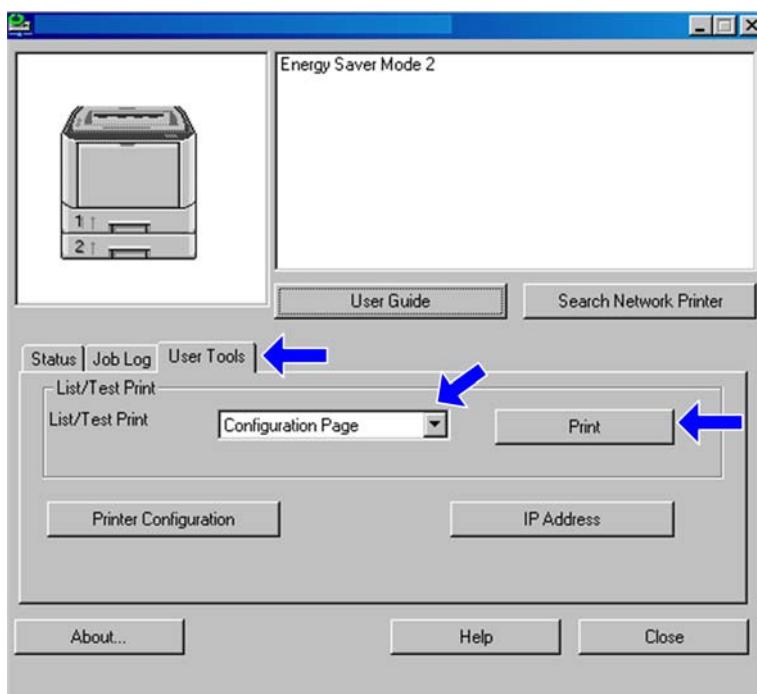 Energy Saver Mode 2
1
2
User Guide Search Network Printer
Status Job Log User Tools
List/Test Print
List/Test Print Configuration Page Print
Printer Configuration IP Address
About... Help Close